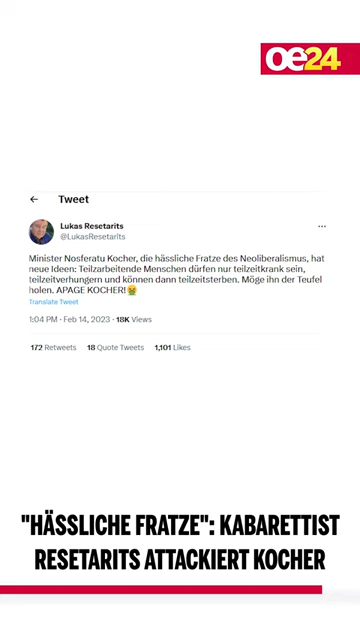 oe24
← Tweet
Lukas Resetarits ...
@LukasResetarits
Minister Nosferatu Kocher, die hässliche Fratze des Neoliberalismus, hat
neue Ideen: Teilzarbeitende Menschen dürfen nur teilzeitkrank sein,
teilzeitverhungern und können dann teilzeitsterben. Möge ihn der Teufel
holen. APAGE KOCHER!🤮
Translate Tweet
1:04 PM · Feb 14, 2023 · 18K Views
172 Retweets 18 Quote Tweets 1,101 Likes
"HÄSSLICHE FRATZE": KABARETTIST
RESETARITS ATTACKIERT KOCHER